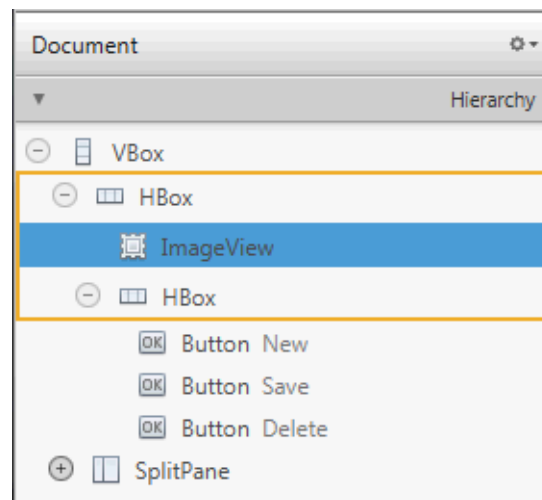 Document
Hierarchy
VBox
HBox
ImageView
HBox
OK Button New
OK Button Save
OK Button Delete
SplitPane